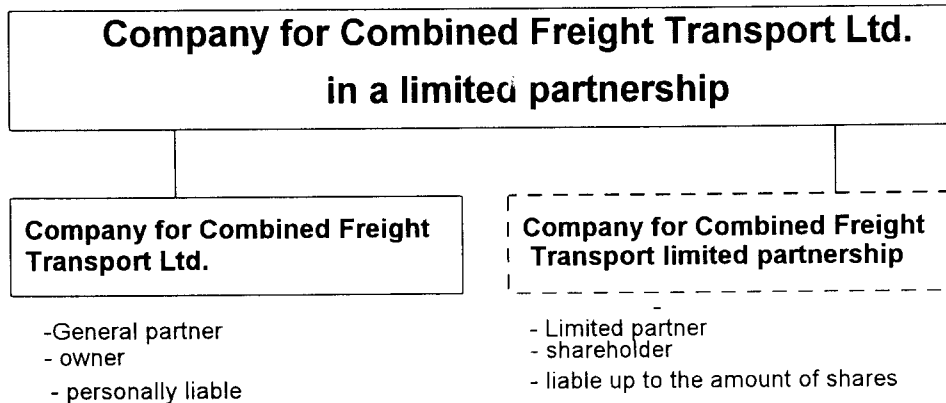 Company for Combined Freight Transport Ltd.
in a limited partnership
Company for Combined Freight
Transport Ltd.
-General partner
- owner
- personally liable
Company for Combined Freight
Transport limited partnership
- Limited partner
- shareholder
- liable up to the amount of shares